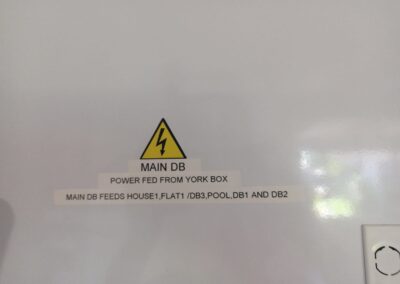 MAIN DB
POWER FED FROM YORK BOX
MAIN DB FEEDS HOUSE1,FLAT1 /DB3,POOL,DB1 AND DB2